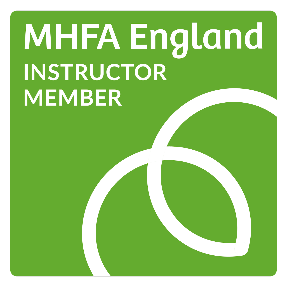 MHFA England
INSTRUCTOR
MEMBER